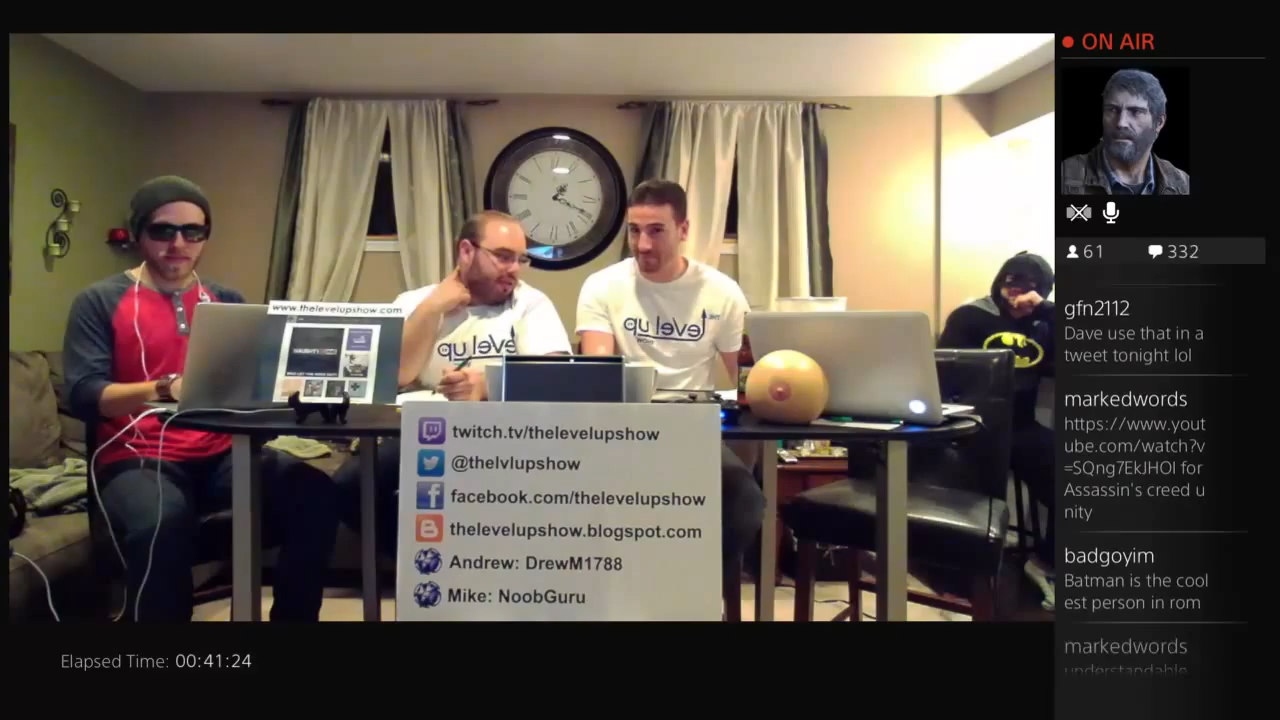 ON AIR
61 332
gfn2112
Dave use that in a
tweet tonight lol
markedwords
https://www.yout
ube.com/watch?v
=SQng7EkJHOI for
Assassin's creed u
nity
badgoyim
Batman is the cool
est person in rom
markedwords
understandable
www.thelevelupshow.com
level up
THE
level up
SHOW
twitch.tv/thelevelupshow
@thelvlupshow
facebook.com/thelevelupshow
thelevelupshow.blogspot.com
Andrew: DrewM1788
Mike: NoobGuru
Elapsed Time: 00:41:24